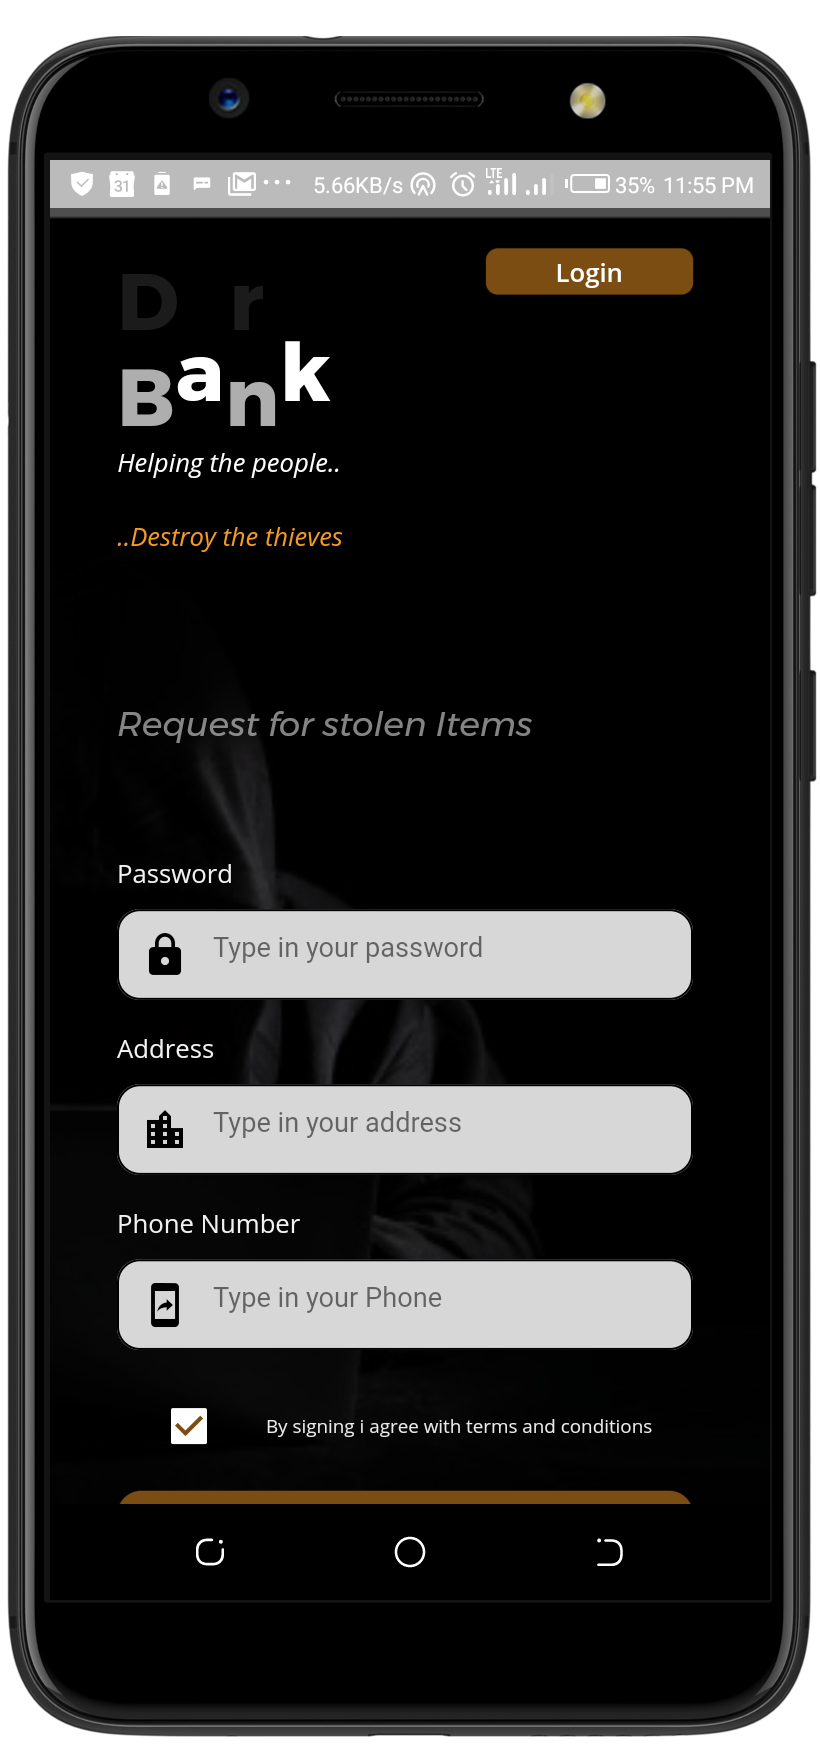 31 5.66KB/s LTE 35% 11:55 PM
Login
D r
Bank
Helping the people..
..Destroy the thieves
Request for stolen Items
Password
Type in your password
Address
Type in your address
Phone Number
Type in your Phone
By signing i agree with terms and conditions